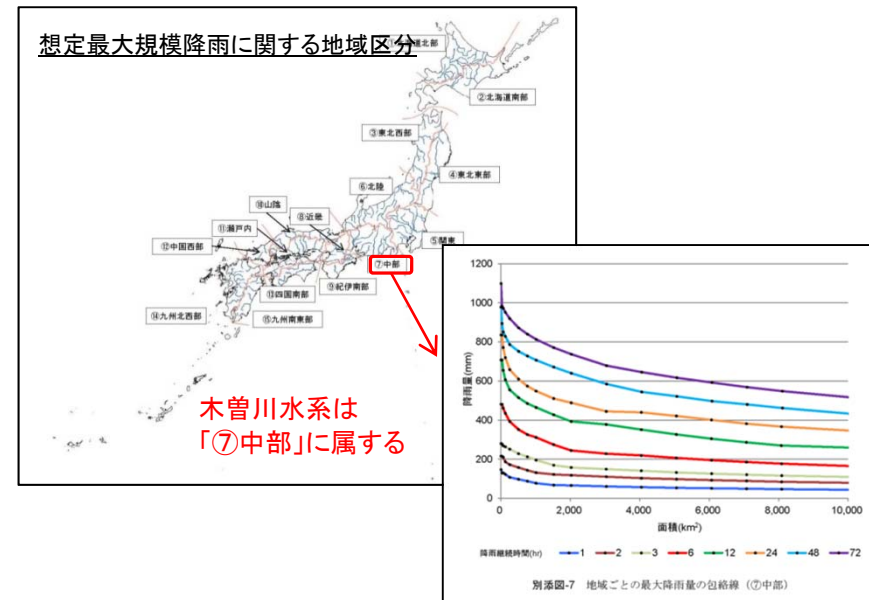 想定最大規模降雨に関する地域区分
道北部
②北海道南部
③東北西部
④東北東部
⑥北陸
⑩山陰
⑧近畿
⑪瀬戸内
⑤関東
⑫中国西部
⑦中部
⑨紀伊南部
⑬四国南部
⑭九州北西部
⑮九州南東部
木曽川水系は
「⑦中部」に属する
1200
1000
800
600
400
200
0
降雨量(mm)
0 2,000 4,000 6,000 8,000 10,000
面積(km²)
降雨継続時間(hr) 1 2 3 6 12 24 48 72
別添図-7 地域ごとの最大降雨量の包絡線(⑦中部)